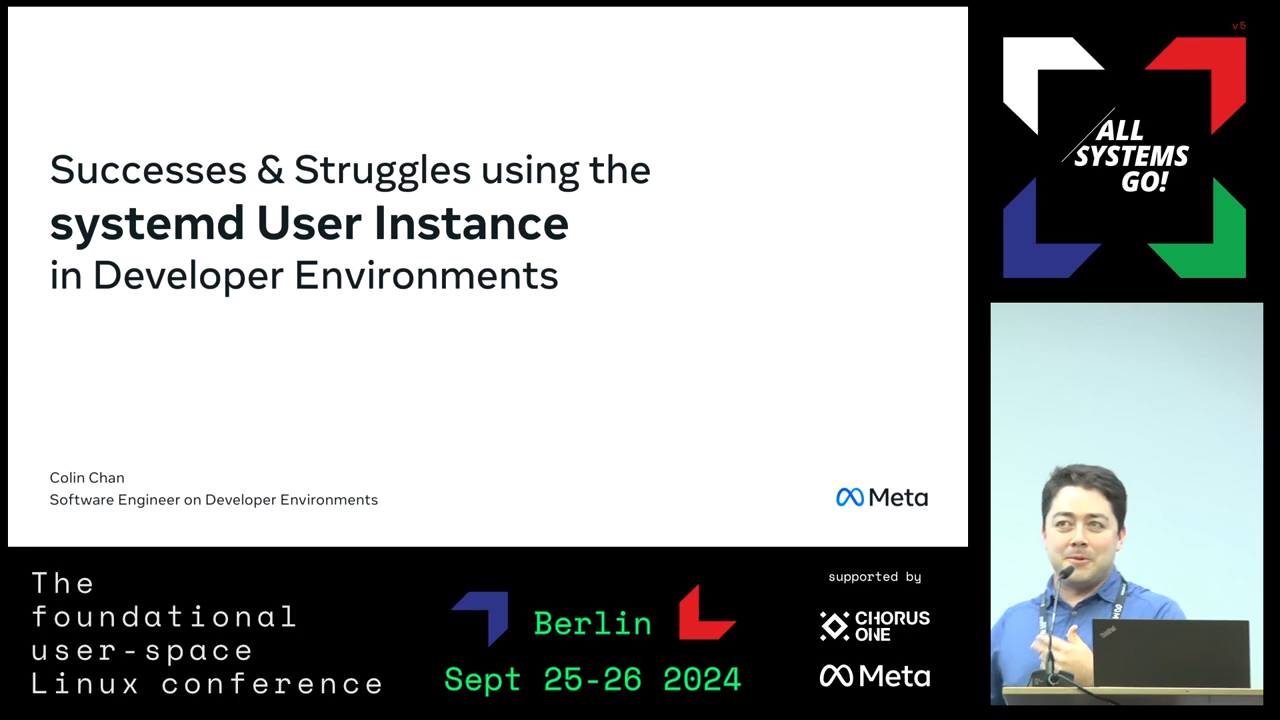 Successes & Struggles using the
systemd User Instance
in Developer Environments
Colin Chan
Software Engineer on Developer Environments
Meta
v5
ALL
SYSTEMS
GO!
The
foundational
user-space
Linux conference
Berlin
Sept 25-26 2024
supported by
CHORUS
ONE
Meta